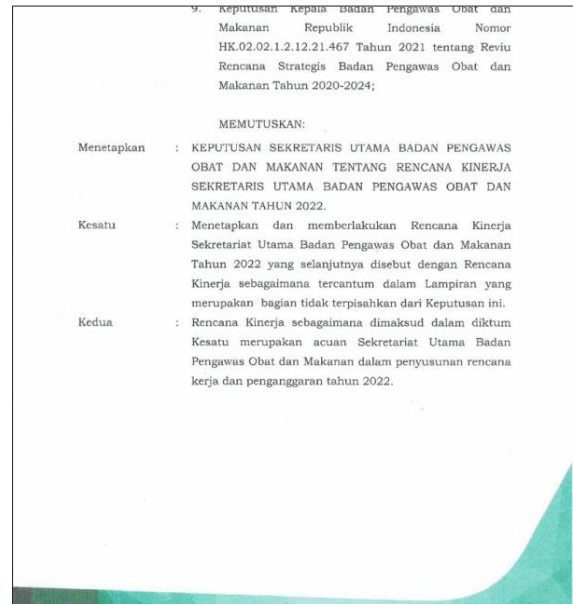 9. Keputusan Kepala Badan Pengawas Obat dan
Makanan Republik Indonesia Nomor
HK.02.02.1.2.12.21.467 Tahun 2021 tentang Reviu
Rencana Strategis Badan Pengawas Obat dan
Makanan Tahun 2020-2024;
MEMUTUSKAN:
Menetapkan : KEPUTUSAN SEKRETARIS UTAMA BADAN PENGAWAS
OBAT DAN MAKANAN TENTANG RENCANA KINERJA
SEKRETARIS UTAMA BADAN PENGAWAS OBAT DAN
MAKANAN TAHUN 2022.
Kesatu : Menetapkan dan memberlakukan Rencana Kinerja
Sekretariat Utama Badan Pengawas Obat dan Makanan
Tahun 2022 yang selanjutnya disebut dengan Rencana
Kinerja sebagaimana tercantum dalam Lampiran yang
merupakan bagian tidak terpisahkan dari Keputusan ini.
Kedua : Rencana Kinerja sebagaimana dimaksud dalam diktum
Kesatu merupakan acuan Sekretariat Utama Badan
Pengawas Obat dan Makanan dalam penyusunan rencana
kerja dan penganggaran tahun 2022.